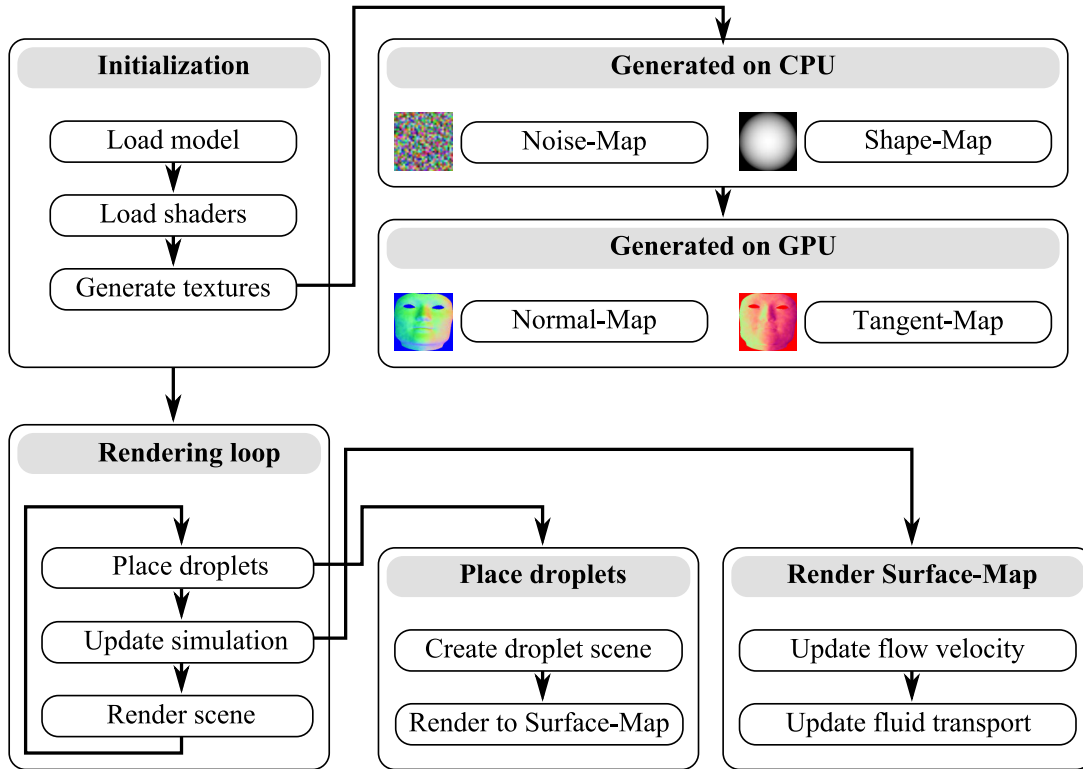 Initialization
Load model
Load shaders
Generate textures
Generated on CPU
Noise-Map
Shape-Map
Generated on GPU
Normal-Map
Tangent-Map
Rendering loop
Place droplets
Update simulation
Render scene
Place droplets
Create droplet scene
Render to Surface-Map
Render Surface-Map
Update flow velocity
Update fluid transport